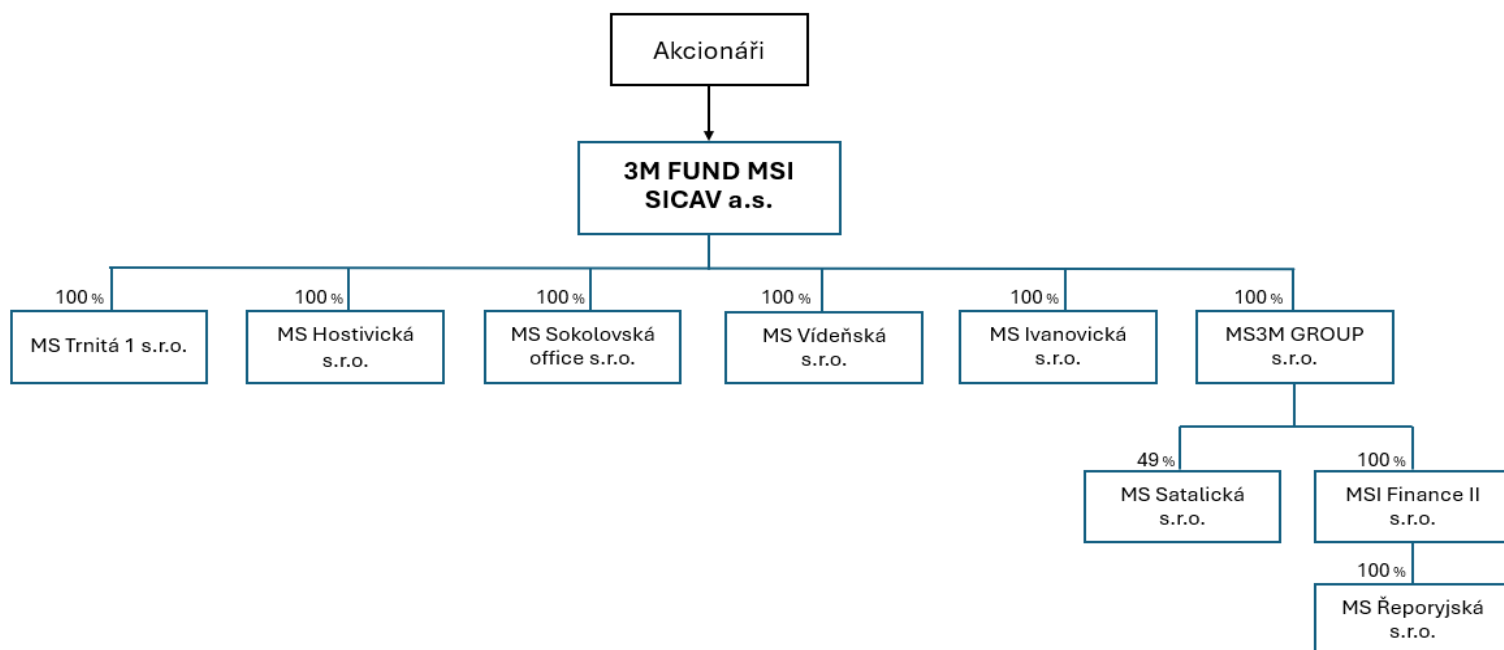 Akcionáři
3M FUND MSI
SICAV a.s.
100 %
100 %
100 %
100 %
100 %
100 %
MS Trnitá 1 s.r.o.
MS Hostivická
s.r.o.
MS Sokolovská
office s.r.o.
MS Vídeňská
s.r.o.
MS Ivanovická
s.r.o.
MS3M GROUP
s.r.o.
49 %
100 %
MS Satalická
s.r.o.
MSI Finance II
s.r.o.
100 %
MS Řeporyjská
s.r.o.